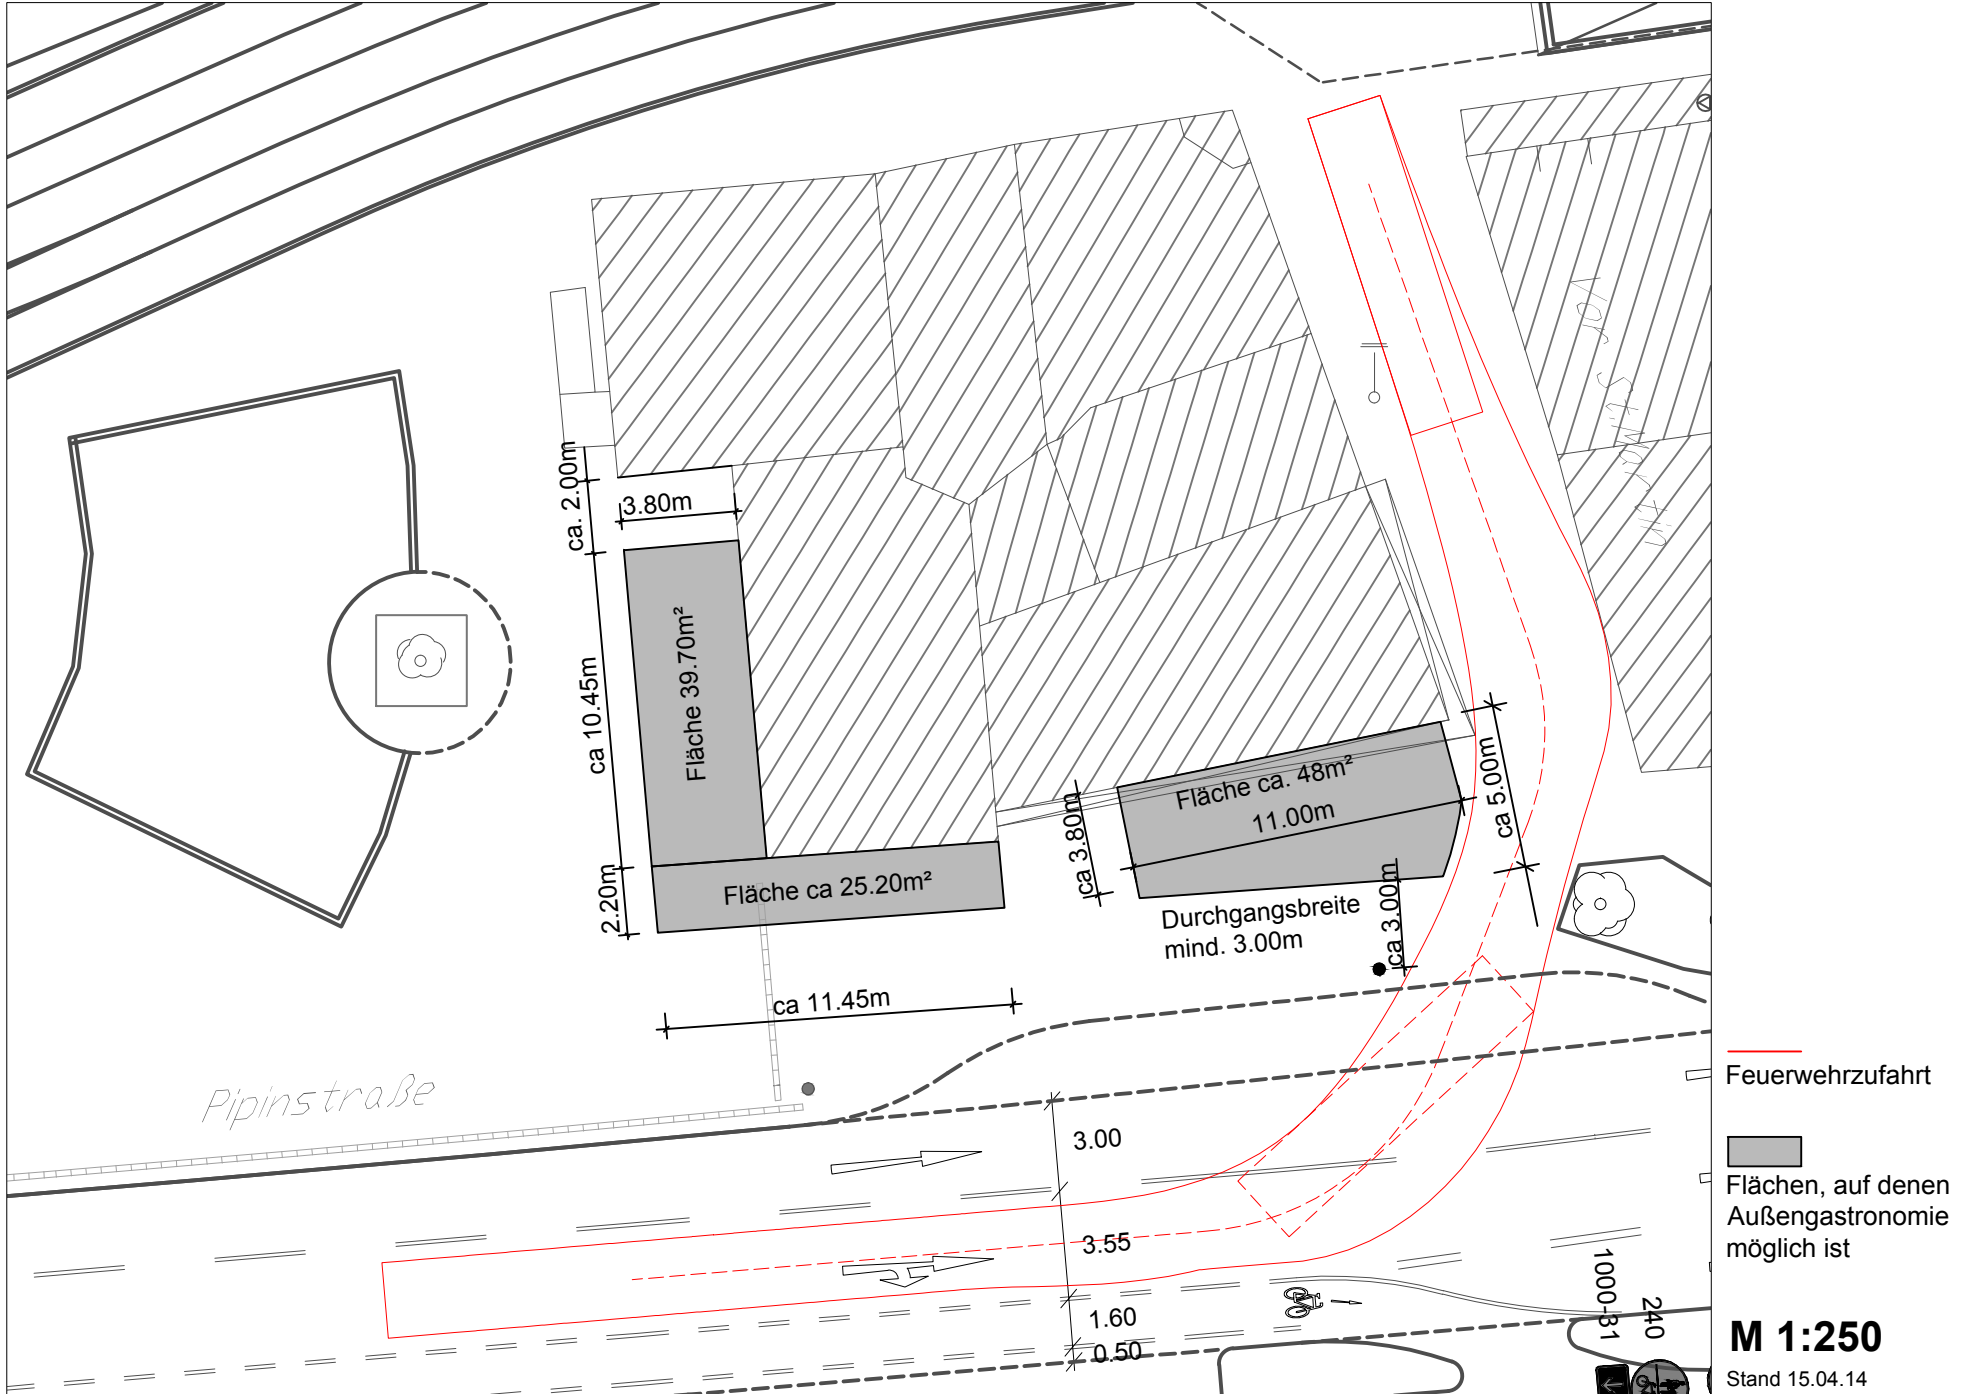 ca. 2.00m
3.80m
ca 10.45m
Fläche 39.70m²
2.20m
Fläche ca 25.20m²
ca 11.45m
ca 3.80m
Fläche ca. 48m²
11.00m
ca 5.00m
Durchgangsbreite
mind. 3.00m
ca 3.00m
Pipinstraße
3.00
3.55
1.60
0.50
1000-31
240
Feuerwehrzufahrt
Flächen, auf denen
Außengastronomie
möglich ist
M 1:250
Stand 15.04.14